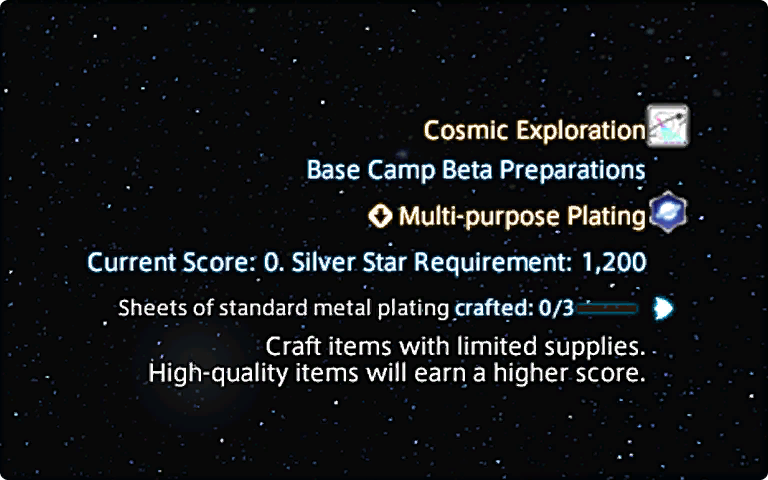 Cosmic Exploration
Base Camp Beta Preparations
Multi-purpose Plating
Current Score: 0. Silver Star Requirement: 1,200
Sheets of standard metal plating crafted: 0/3
Craft items with limited supplies.
High-quality items will earn a higher score.